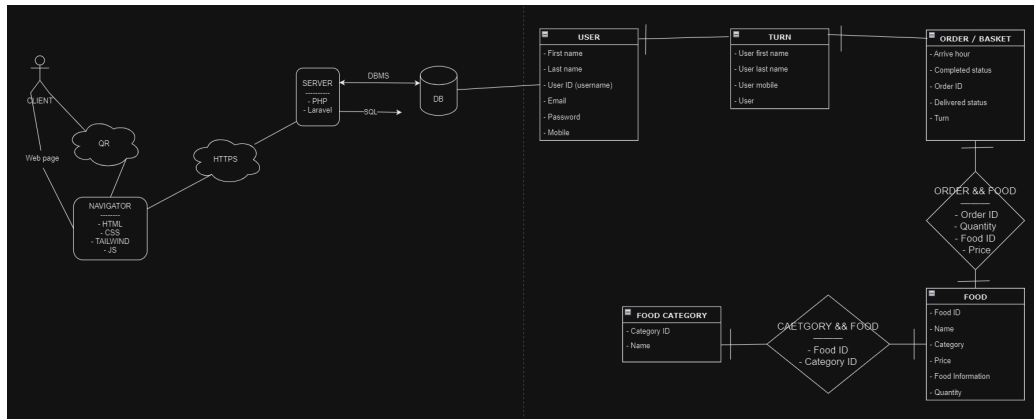 CLIENT
QR
Web page
NAVIGATOR
--------
- HTML
- CSS
- TAILWIND
- JS
HTTPS
SERVER
----------
- PHP
- Laravel
DBMS
SQL
DB
USER
- First name
- Last name
- User ID (username)
- Email
- Password
- Mobile
TURN
- User first name
- User last name
- User mobile
- User
ORDER / BASKET
- Arrive hour
- Completed status
- Order ID
- Delivered status
- Turn
ORDER && FOOD
- Order ID
- Quantity
- Food ID
- Price
FOOD
- Food ID
- Name
- Category
- Price
- Food Information
- Quantity
CAETGORY && FOOD
- Food ID
- Category ID
FOOD CATEGORY
- Category ID
- Name